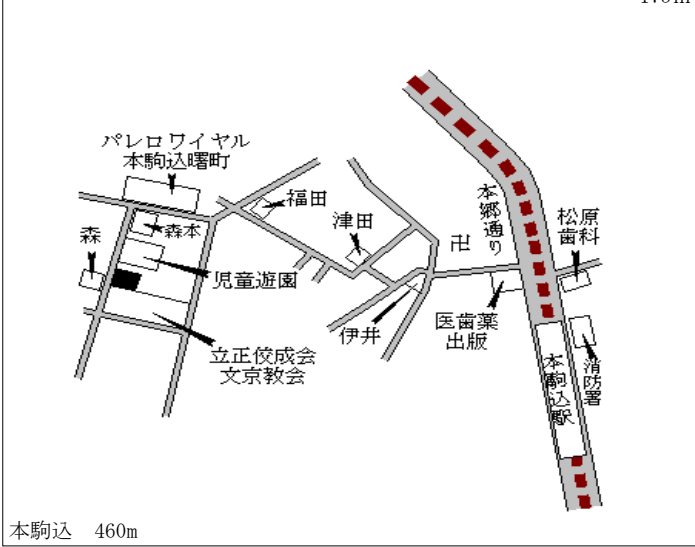 パレロワイヤル
本駒込曙町
福田
本郷通り
松原
歯科
森
森本
津田
卍
児童遊園
伊井
医歯薬
出版
立正佼成会
文京教会
本駒込駅
消防署
本駒込　460m